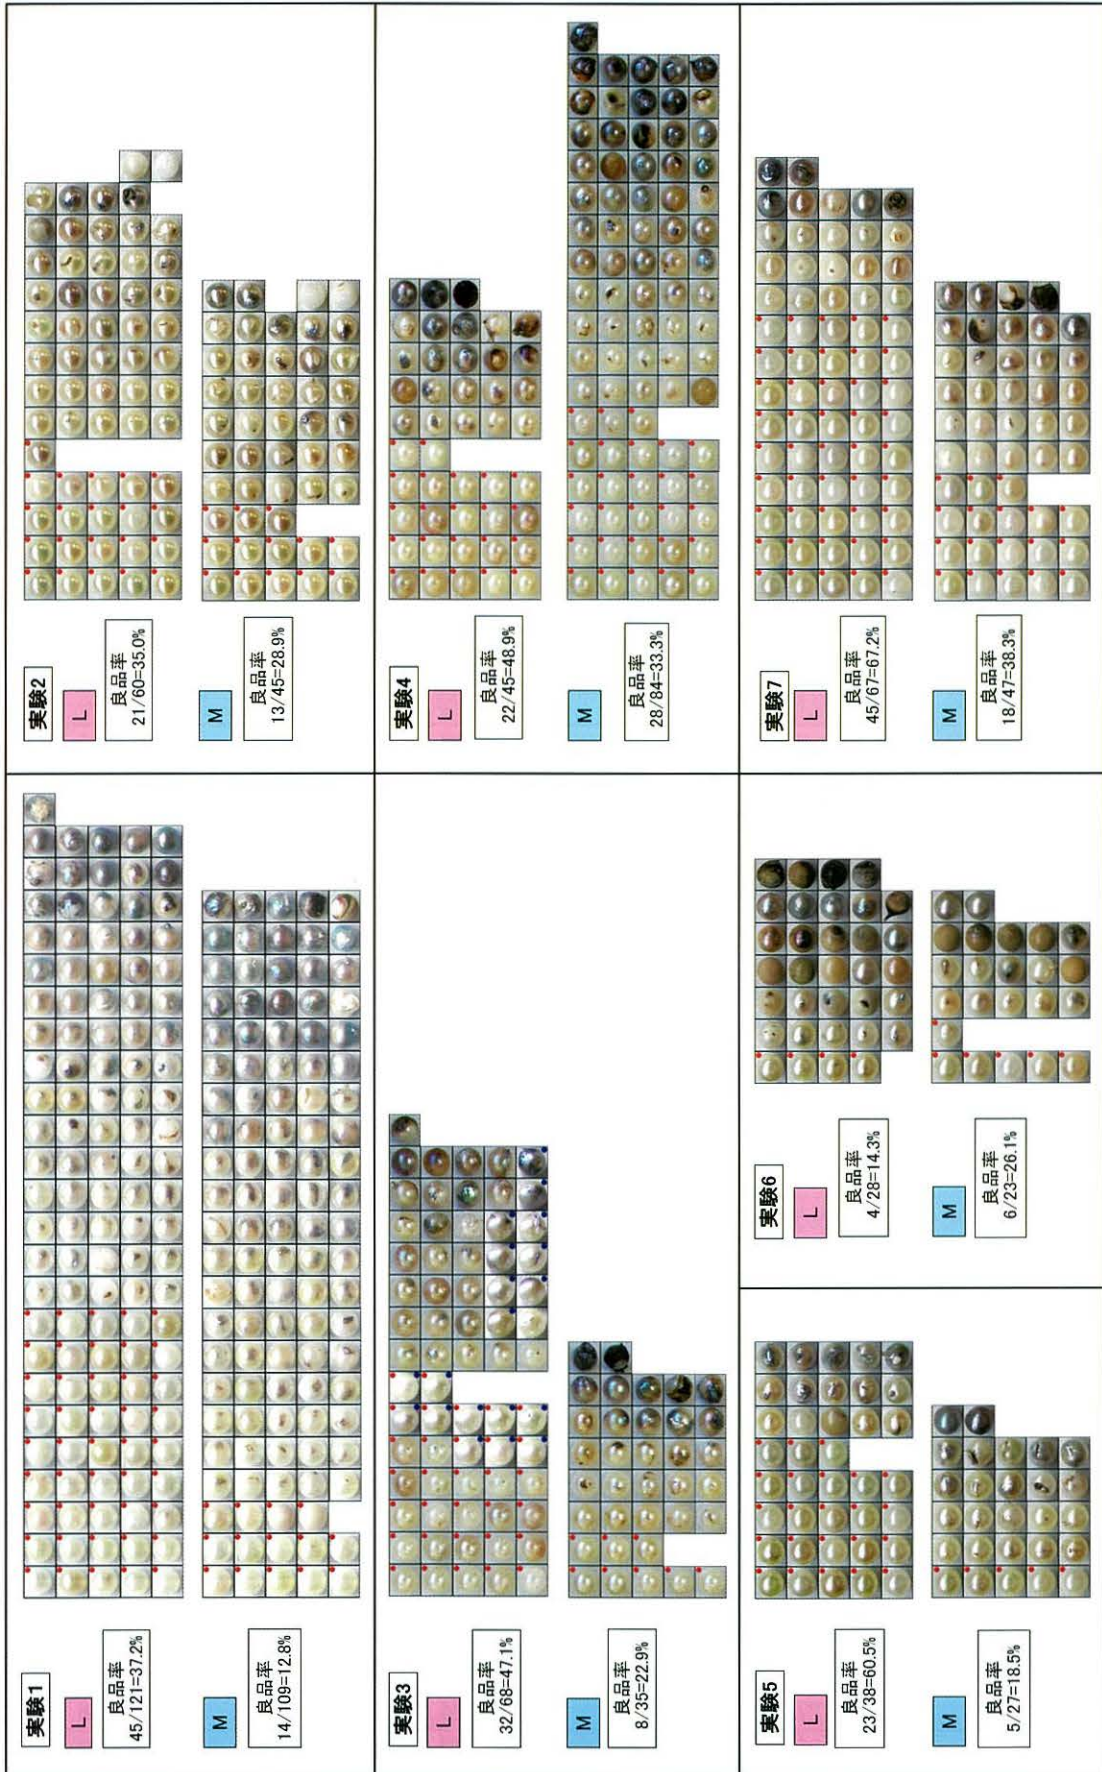 実験1
L
良品率
45/121=37.2%
M
良品率
14/109=12.8%
実験2
L
良品率
21/60=35.0%
M
良品率
13/45=28.9%
実験3
L
良品率
32/68=47.1%
M
良品率
8/35=22.9%
実験4
L
良品率
22/45=48.9%
M
良品率
28/84=33.3%
実験5
L
良品率
23/38=60.5%
M
良品率
5/27=18.5%
実験6
L
良品率
4/28=14.3%
M
良品率
6/23=26.1%
実験7
L
良品率
45/67=67.2%
M
良品率
18/47=38.3%